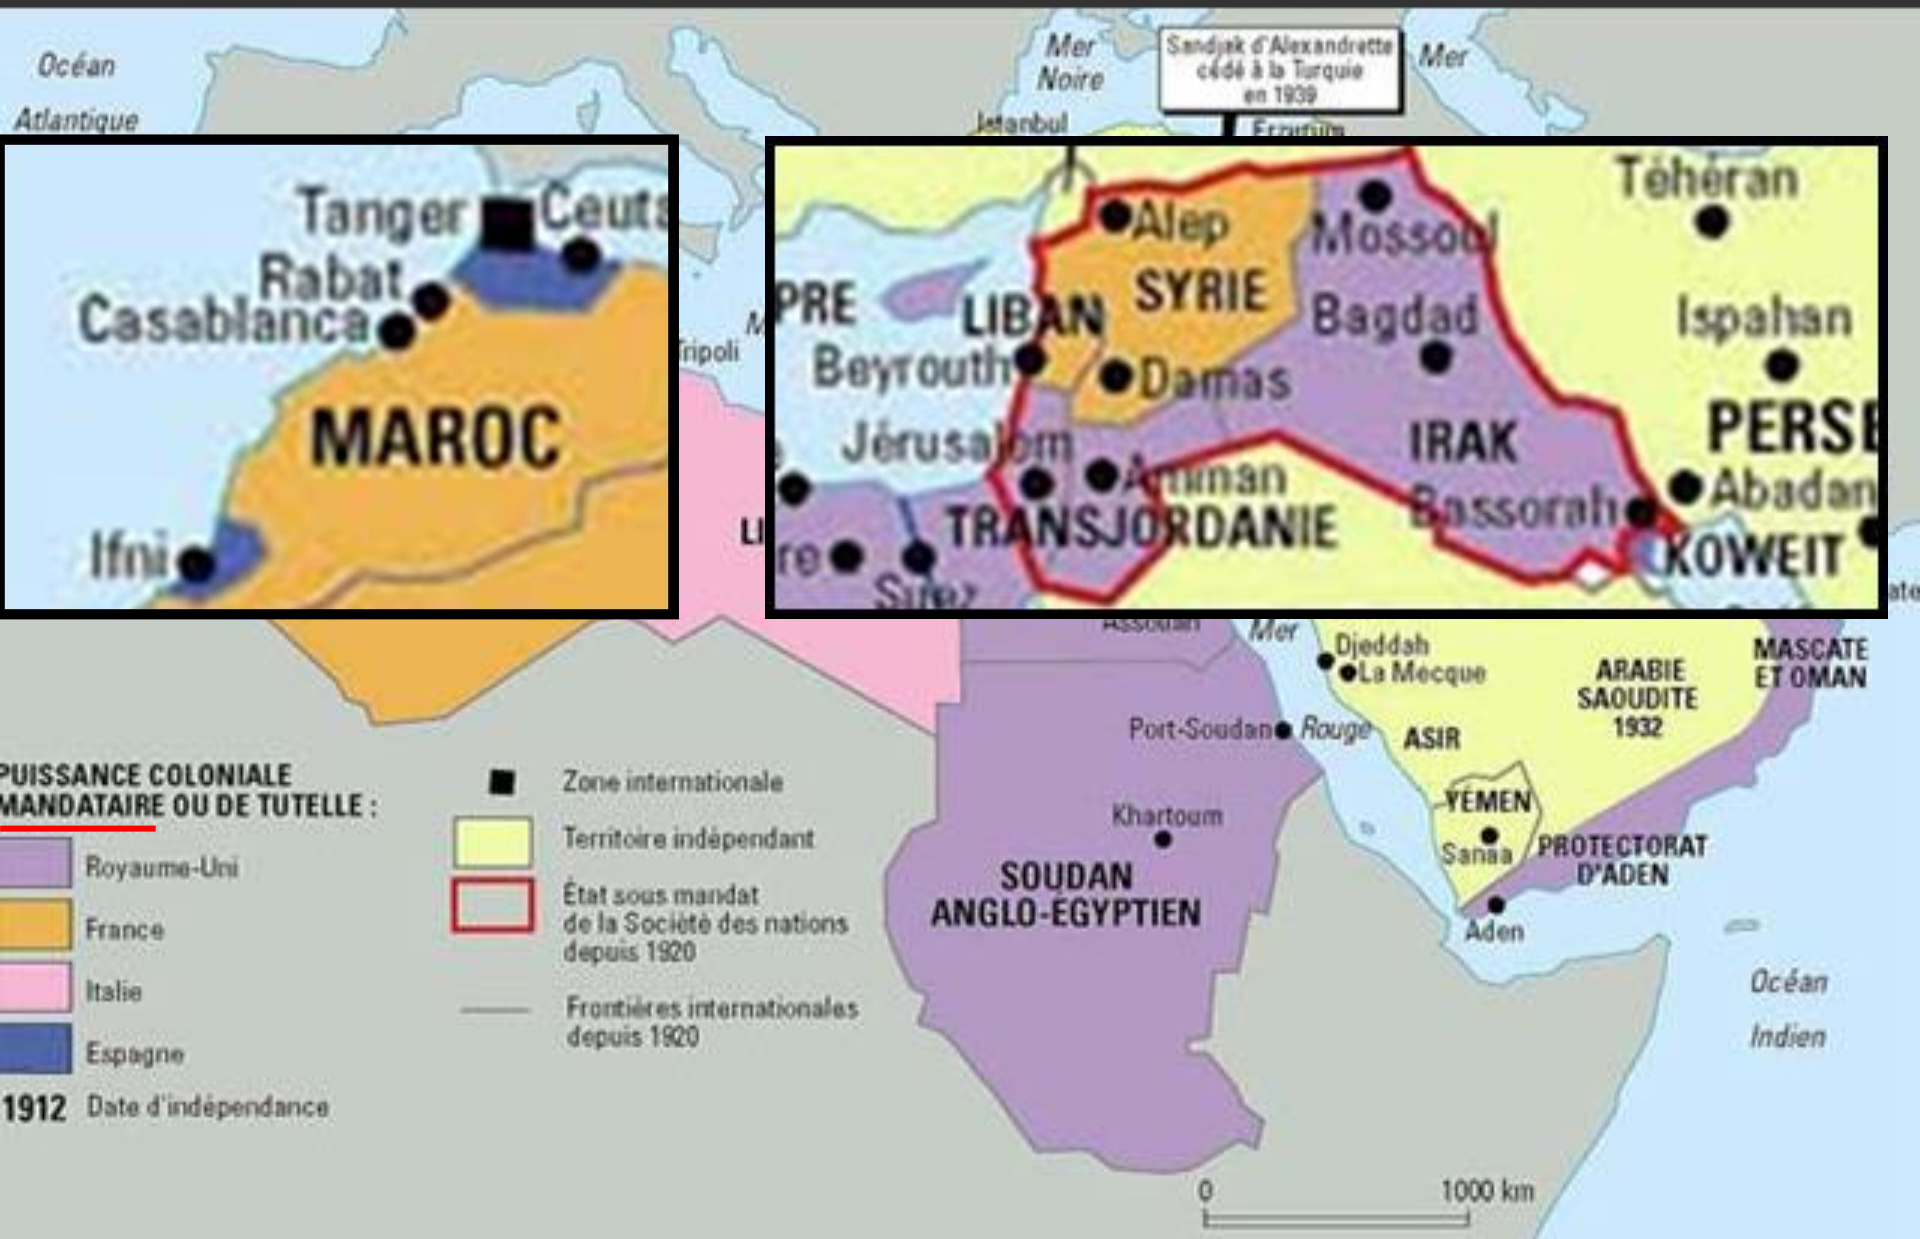 Océan
Atlantique
Mer
Noire
Sandjak d'Alexandrette
cédé à la Turquie
en 1939
Mer
Istanbul
Erzurum
Tanger
Ceuta
Rabat
Casablanca
MAROC
Ifni
Tripoli
LI
Alep
Mossoul
Téhéran
PRE
LIBAN
SYRIE
Bagdad
Ispahan
Beyrouth
Damas
Jérusalem
IRAK
PERSE
Amman
Bassorah
Abadan
TRANSJORDANIE
KOWEIT
re
Suez
Assouan
Mer
Djeddah
La Mecque
ARABIE
SAOUDITE
1932
MASCATE
ET OMAN
Port-Soudan
Rouge
ASIR
Khartoum
YÉMEN
Sanaa
PROTECTORAT
D'ADEN
SOUDAN
ANGLO-ÉGYPTIEN
Aden
Océan
Indien
PUISSANCE COLONIALE
MANDATAIRE OU DE TUTELLE :
Royaume-Uni
France
Italie
Espagne
1912 Date d'indépendance
Zone internationale
Territoire indépendant
État sous mandat
de la Société des nations
depuis 1920
Frontières internationales
depuis 1920
0 1000 km